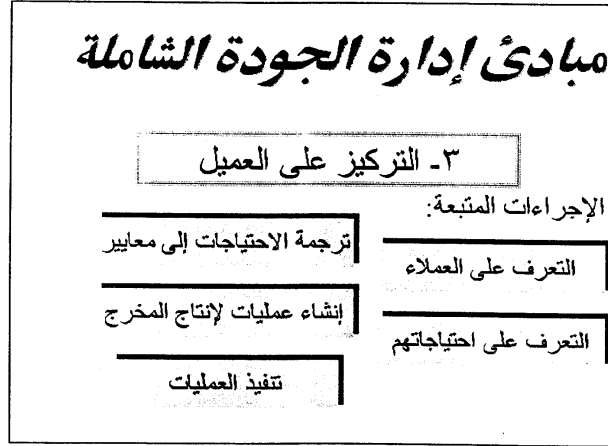 مبادئ إدارة الجودة الشاملة
٣- التركيز على العميل
الإجراءات المتبعة:
التعرف على العملاء
التعرف على احتياجاتهم
ترجمة الاحتياجات إلى معايير
إنشاء عمليات لإنتاج المخرج
تنفيذ العمليات